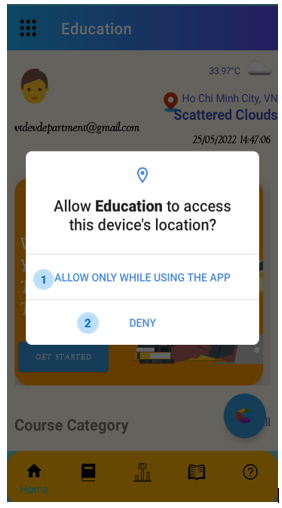 Education
33.97°C
Ho Chi Minh City, VN
Scattered Clouds
vtdevdepartment@gmail.com
25/05/2022 14:47:06
Allow Education to access
this device's location?
1 ALLOW ONLY WHILE USING THE APP
2 DENY
GET STARTED
Course Category
Home